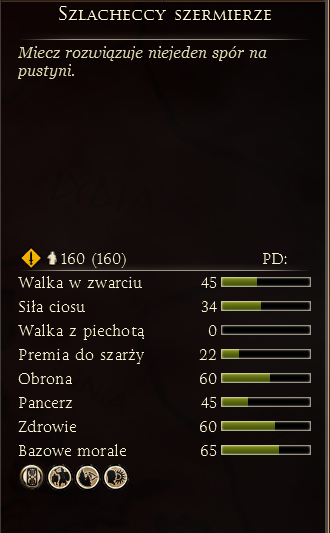 Szlacheccy szermierze
Miecz rozwiązuje niejeden spór na
pustyni.
160 (160) PD:
Walka w zwarciu 45
Siła ciosu 34
Walka z piechotą 0
Premia do szarży 22
Obrona 60
Pancerz 45
Zdrowie 60
Bazowe morale 65